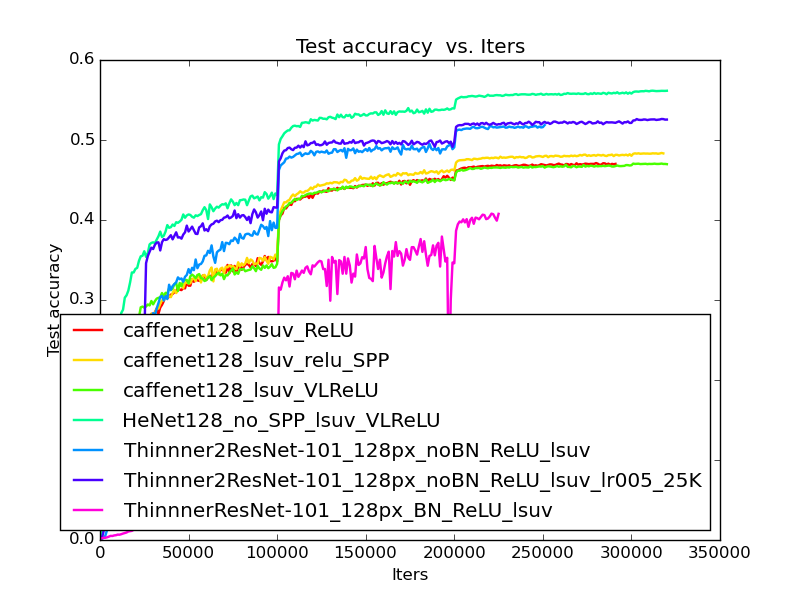 Test accuracy  vs. Iters
0.6
0.5
0.4
0.3
0.0
Test accuracy
caffenet128_lsuv_ReLU
caffenet128_lsuv_relu_SPP
caffenet128_lsuv_VLReLU
HeNet128_no_SPP_lsuv_VLReLU
Thinnner2ResNet-101_128px_noBN_ReLU_lsuv
Thinnner2ResNet-101_128px_noBN_ReLU_lsuv_lr005_25K
ThinnnerResNet-101_128px_BN_ReLU_lsuv
0 50000 100000 150000 200000 250000 300000 350000
Iters